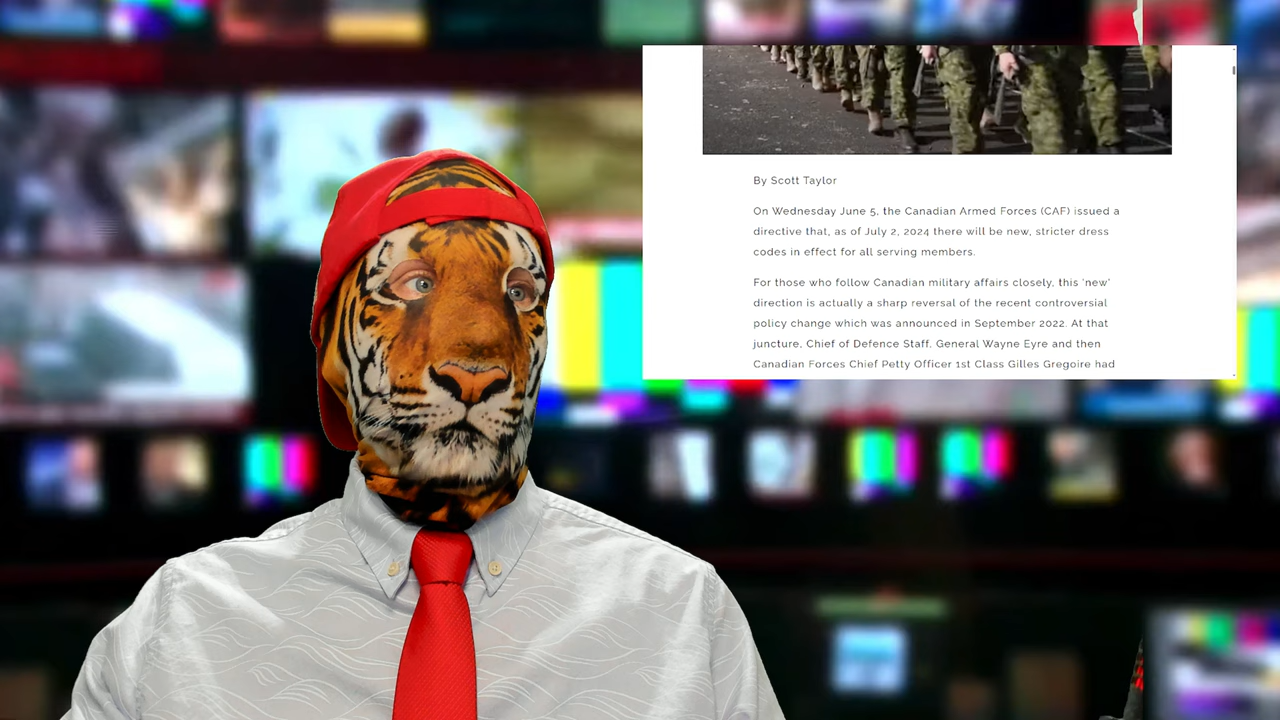 By Scott Taylor
On Wednesday June 5, the Canadian Armed Forces (CAF) issued a
directive that, as of July 2, 2024 there will be new, stricter dress
codes in effect for all serving members.
For those who follow Canadian military affairs closely, this 'new'
direction is actually a sharp reversal of the recent controversial
policy change which was announced in September 2022. At that
juncture, Chief of Defence Staff, General Wayne Eyre and then
Canadian Forces Chief Petty Officer 1st Class Gilles Gregoire had